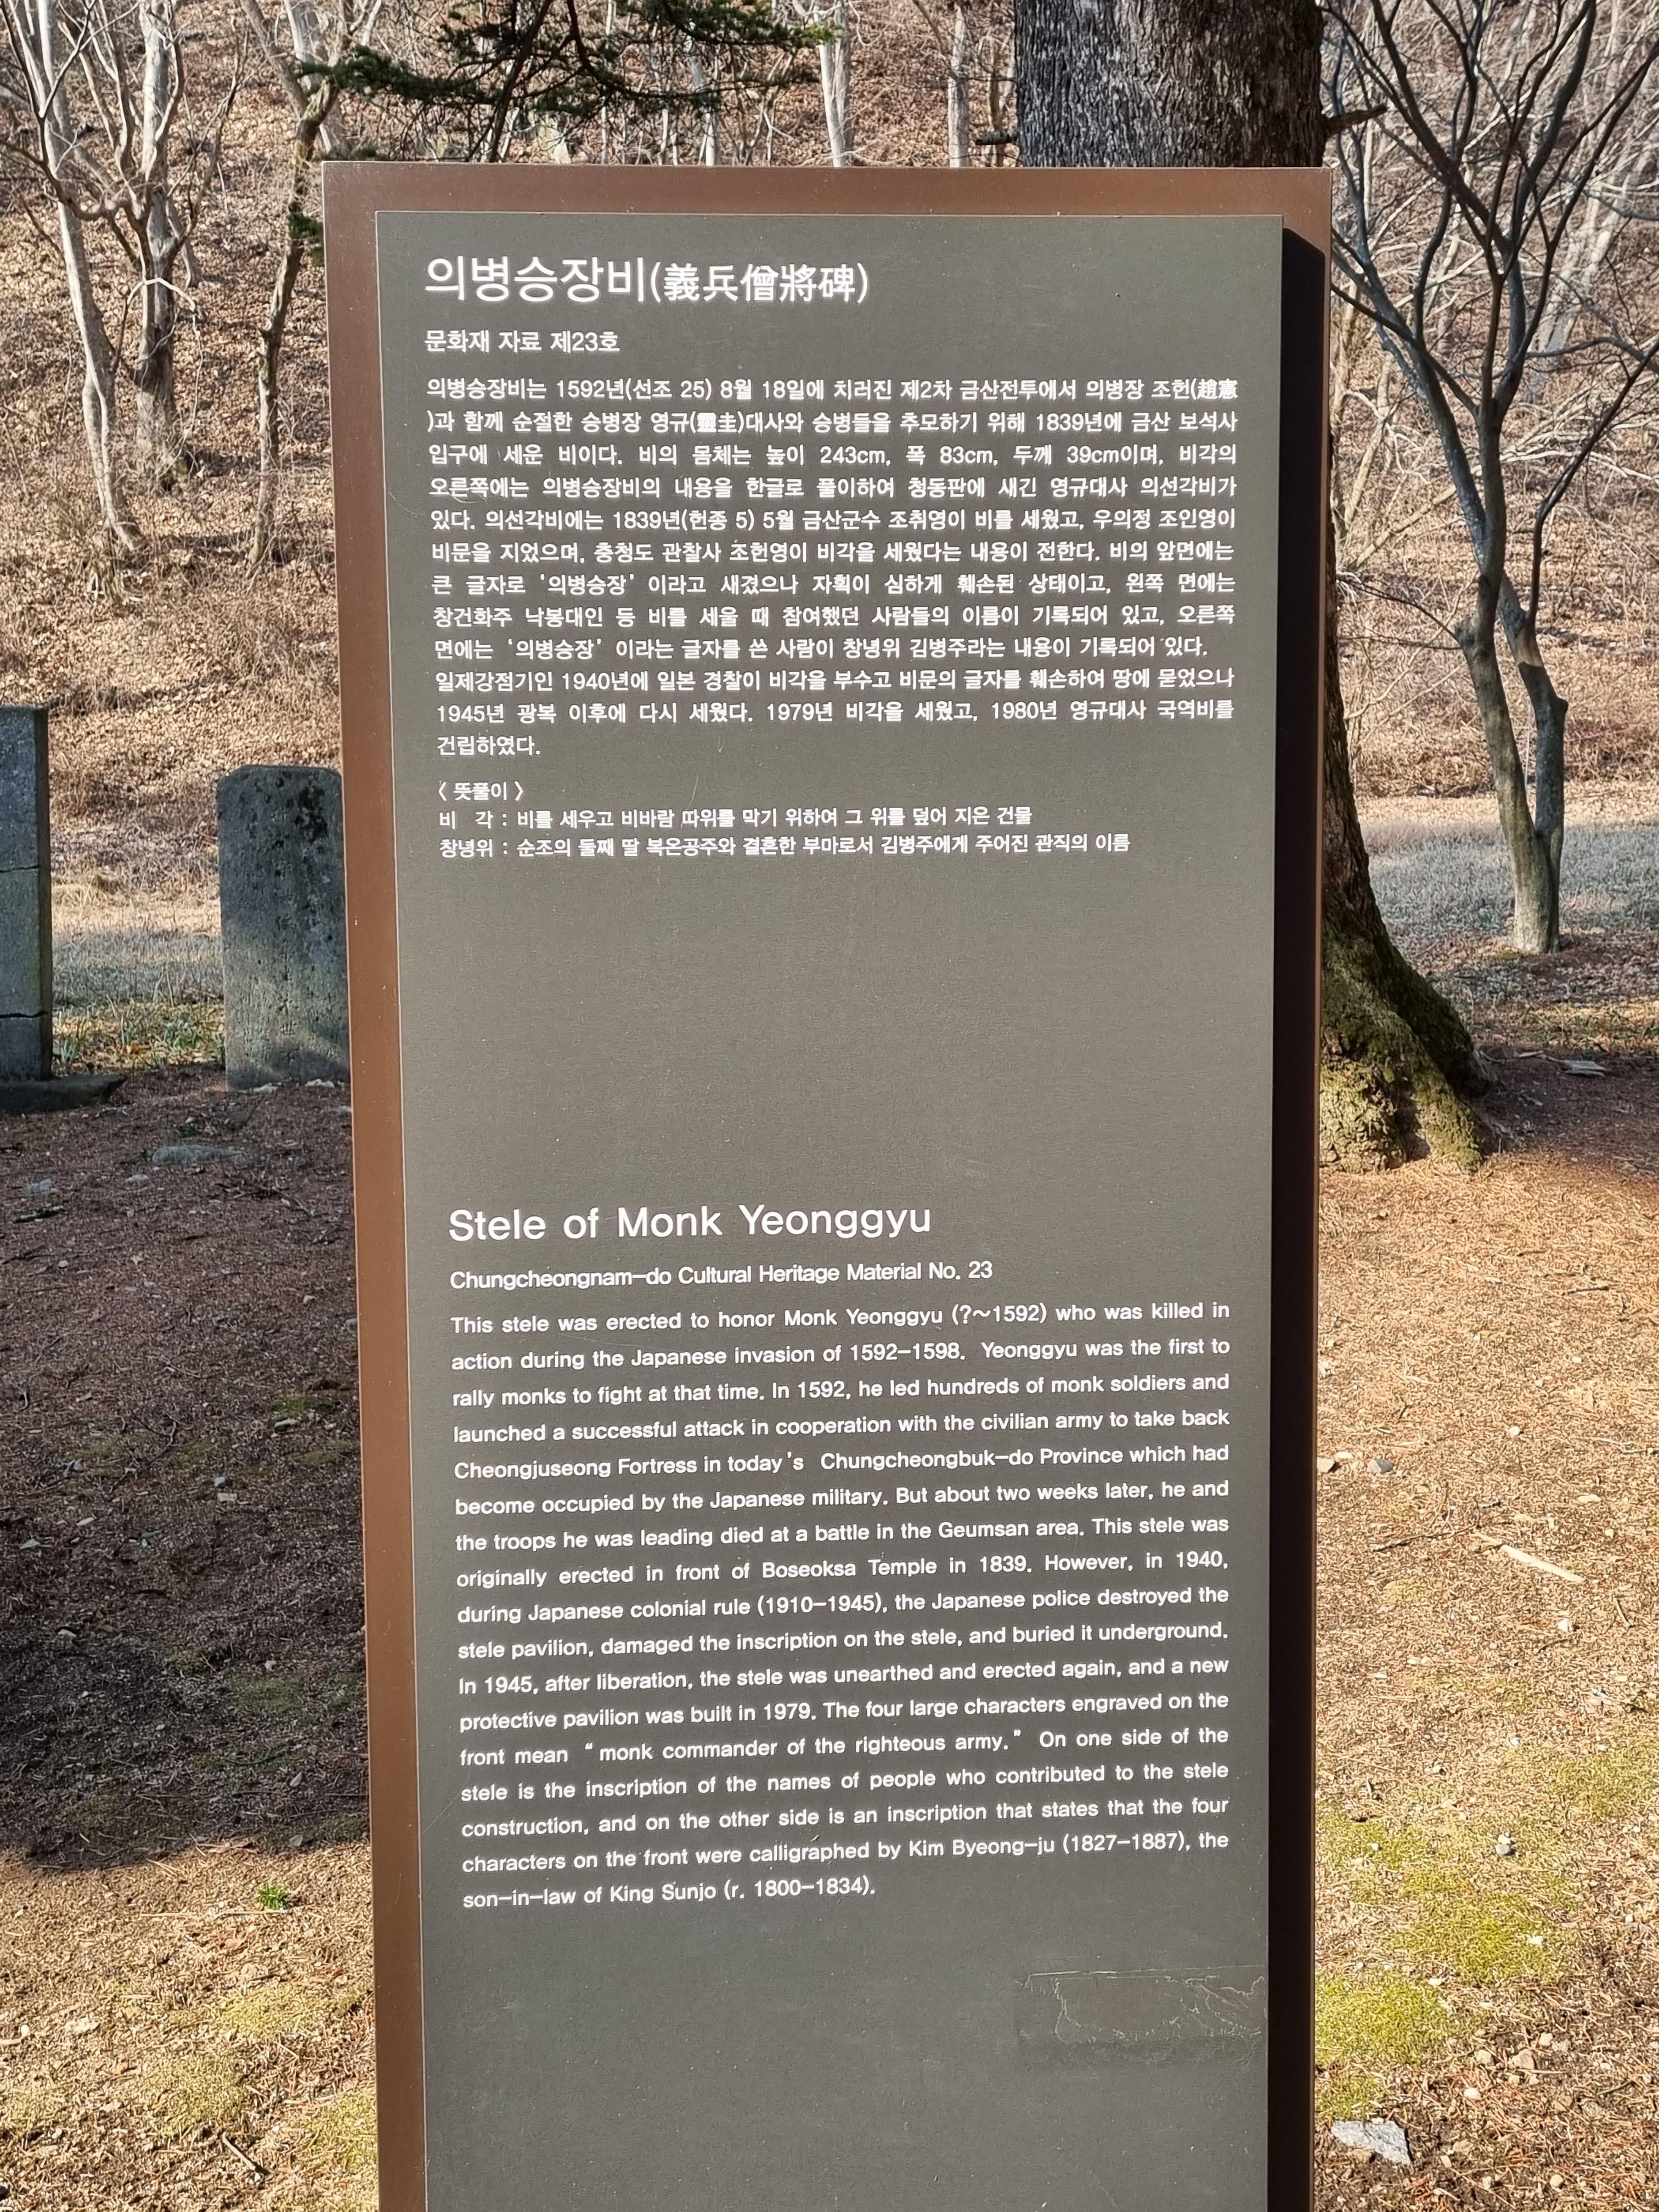 의병승장비(義兵僧將碑)
문화재 자료 제23호
의병승장비는 1592년(선조 25) 8월 18일에 치러진 제2차 금산전투에서 의병장 조헌(趙憲
)과 함께 순절한 승병장 영규(靈圭)대사와 승병들을 추모하기 위해 1839년에 금산 보석사
입구에 세운 비이다. 비의 몸체는 높이 243cm, 폭 83cm, 두께 39cm이며, 비각의
오른쪽에는 의병승장비의 내용을 한글로 풀이하여 청동판에 새긴 영규대사 의선각비가
있다. 의선각비에는 1839년(헌종 5) 5월 금산군수 조취영이 비를 세웠고, 우의정 조인영이
비문을 지었으며, 충청도 관찰사 조헌영이 비각을 세웠다는 내용이 전한다. 비의 앞면에는
큰 글자로 ‘의병승장’ 이라고 새겼으나 자획이 심하게 훼손된 상태이고, 왼쪽 면에는
창건화주 낙봉대인 등 비를 세울 때 참여했던 사람들의 이름이 기록되어 있고, 오른쪽
면에는 ‘의병승장’ 이라는 글자를 쓴 사람이 창녕위 김병주라는 내용이 기록되어 있다.
일제강점기인 1940년에 일본 경찰이 비각을 부수고 비문의 글자를 훼손하여 땅에 묻었으나
1945년 광복 이후에 다시 세웠다. 1979년 비각을 세웠고, 1980년 영규대사 국역비를
건립하였다.
〈 뜻풀이 〉
비 각 : 비를 세우고 비바람 따위를 막기 위하여 그 위를 덮어 지은 건물
창녕위 : 순조의 둘째 딸 복온공주와 결혼한 부마로서 김병주에게 주어진 관직의 이름
Stele of Monk Yeonggyu
Chungcheongnam-do Cultural Heritage Material No. 23
This stele was erected to honor Monk Yeonggyu (?~1592) who was killed in
action during the Japanese invasion of 1592-1598. Yeonggyu was the first to
rally monks to fight at that time. In 1592, he led hundreds of monk soldiers and
launched a successful attack in cooperation with the civilian army to take back
Cheongjuseong Fortress in today’s Chungcheongbuk-do Province which had
become occupied by the Japanese military. But about two weeks later, he and
the troops he was leading died at a battle in the Geumsan area. This stele was
originally erected in front of Boseoksa Temple in 1839. However, in 1940,
during Japanese colonial rule (1910-1945), the Japanese police destroyed the
stele pavilion, damaged the inscription on the stele, and buried it underground.
In 1945, after liberation, the stele was unearthed and erected again, and a new
protective pavilion was built in 1979. The four large characters engraved on the
front mean “monk commander of the righteous army.” On one side of the
stele is the inscription of the names of people who contributed to the stele
construction, and on the other side is an inscription that states that the four
characters on the front were calligraphed by Kim Byeong-ju (1827-1887), the
son-in-law of King Sunjo (r. 1800-1834).